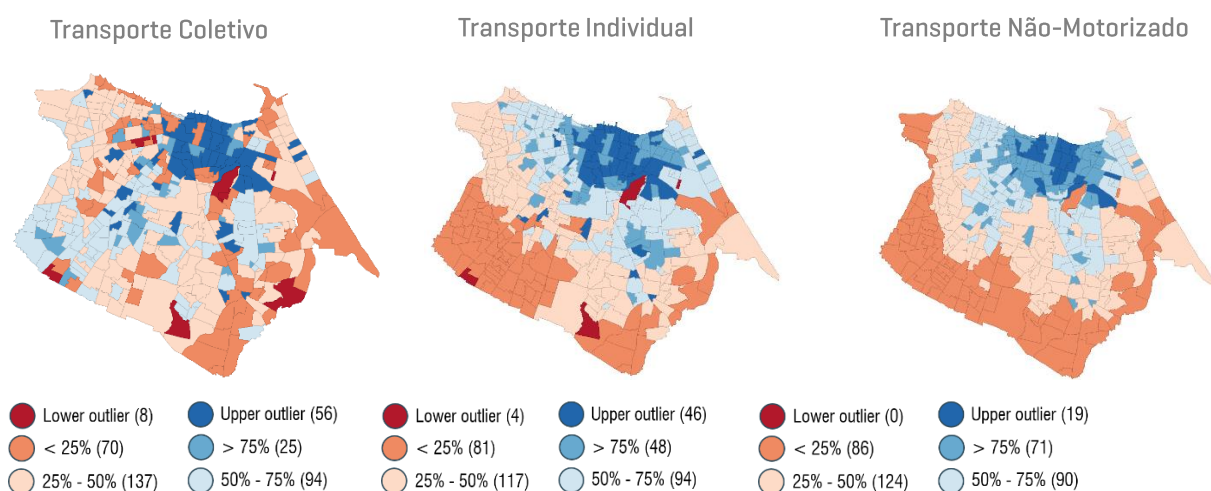 Transporte Coletivo
Transporte Individual
Transporte Não-Motorizado
Lower outlier (8)
Upper outlier (56)
< 25% (70)
> 75% (25)
25% - 50% (137)
50% - 75% (94)
Lower outlier (4)
Upper outlier (46)
< 25% (81)
> 75% (48)
25% - 50% (117)
50% - 75% (94)
Lower outlier (0)
Upper outlier (19)
< 25% (86)
> 75% (71)
25% - 50% (124)
50% - 75% (90)